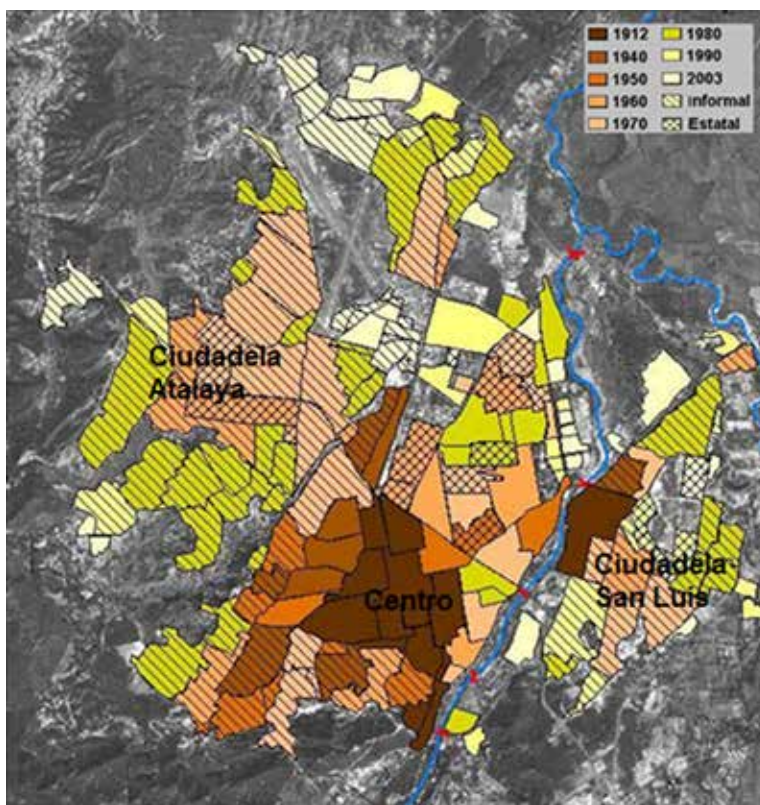 1912
1940
1950
1960
1970
1980
1990
2003
informal
Estatal
Ciudadela
Atalaya
Centro
Ciudadela
San Luis